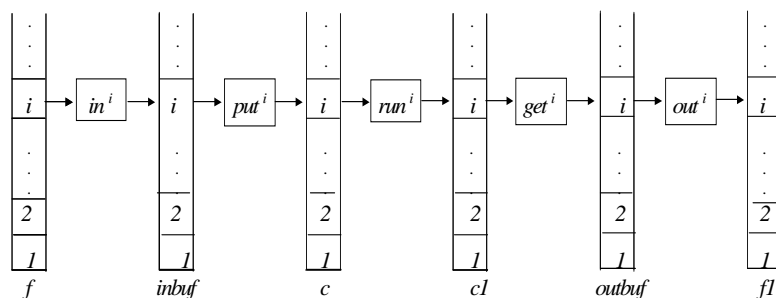 i in i i put i i run i i get i i out i i
2 2 2 2 2 2
1 1 1 1 1 1
f inbuf c c1 outbuf f1